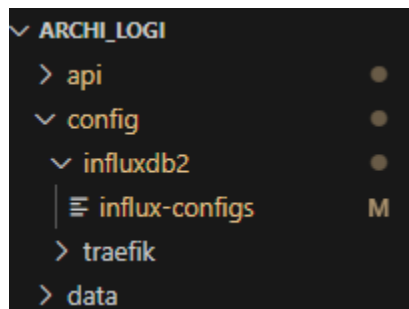 ARCHI_LOGI
api
config
influxdb2
influx-configs M
traefik
data